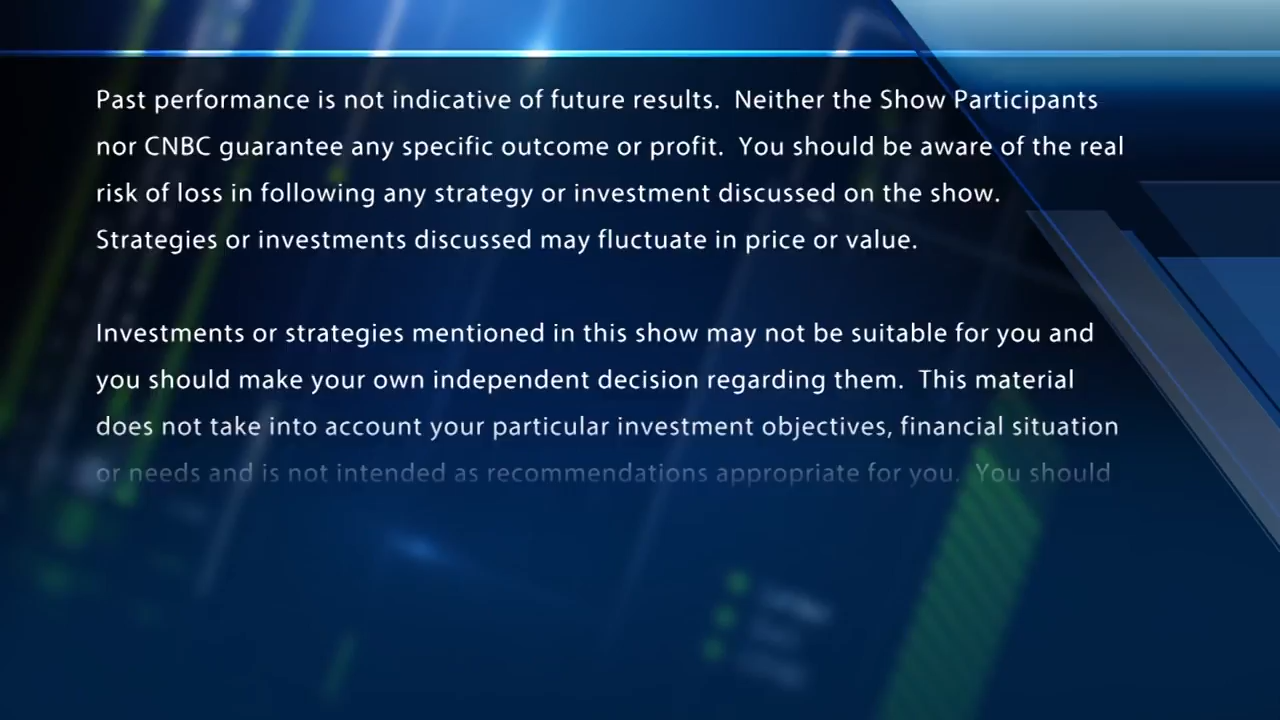 Past performance is not indicative of future results.  Neither the Show Participants
nor CNBC guarantee any specific outcome or profit.  You should be aware of the real
risk of loss in following any strategy or investment discussed on the show.
Strategies or investments discussed may fluctuate in price or value.
Investments or strategies mentioned in this show may not be suitable for you and
you should make your own independent decision regarding them.  This material
does not take into account your particular investment objectives, financial situation
or needs and is not intended as recommendations appropriate for you.  You should